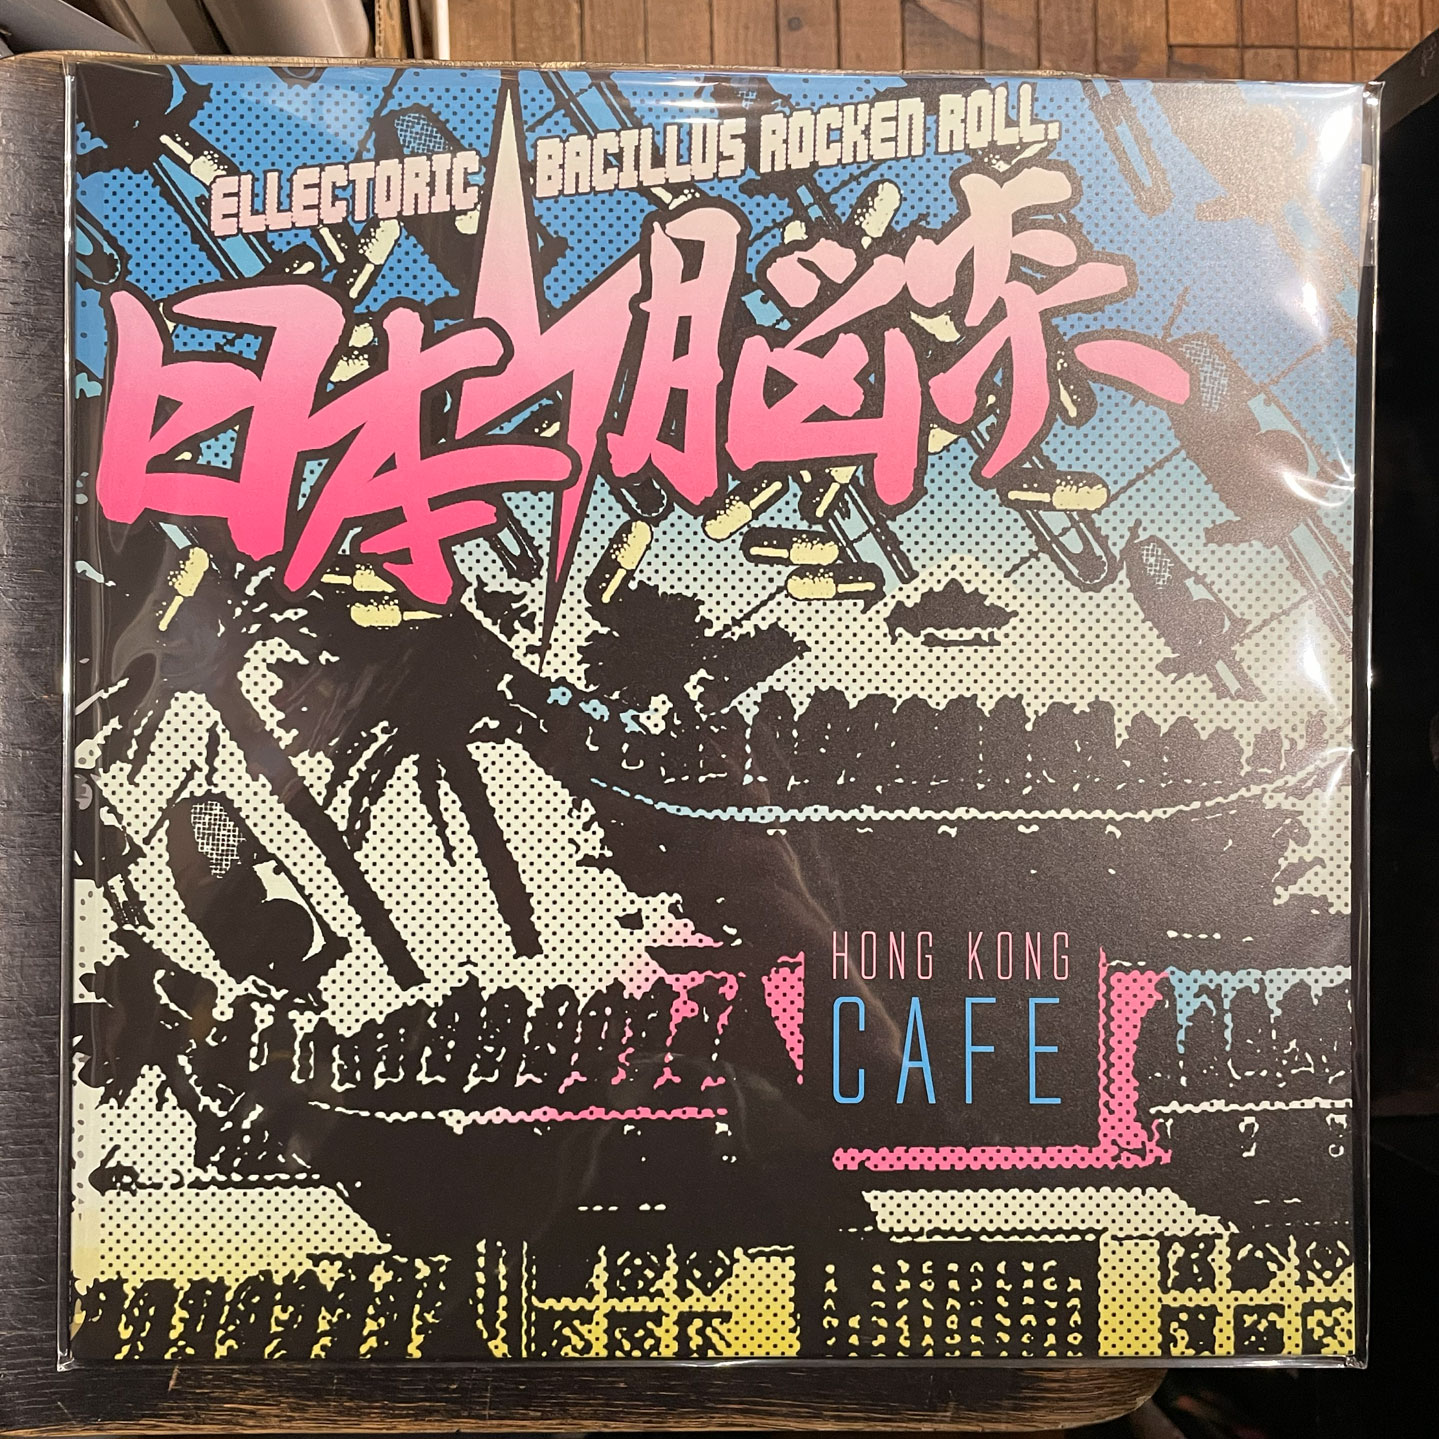 ELLECTORIC BACILLUS ROCKEN ROLL.
日本脳炎
HONG KONG
CAFE